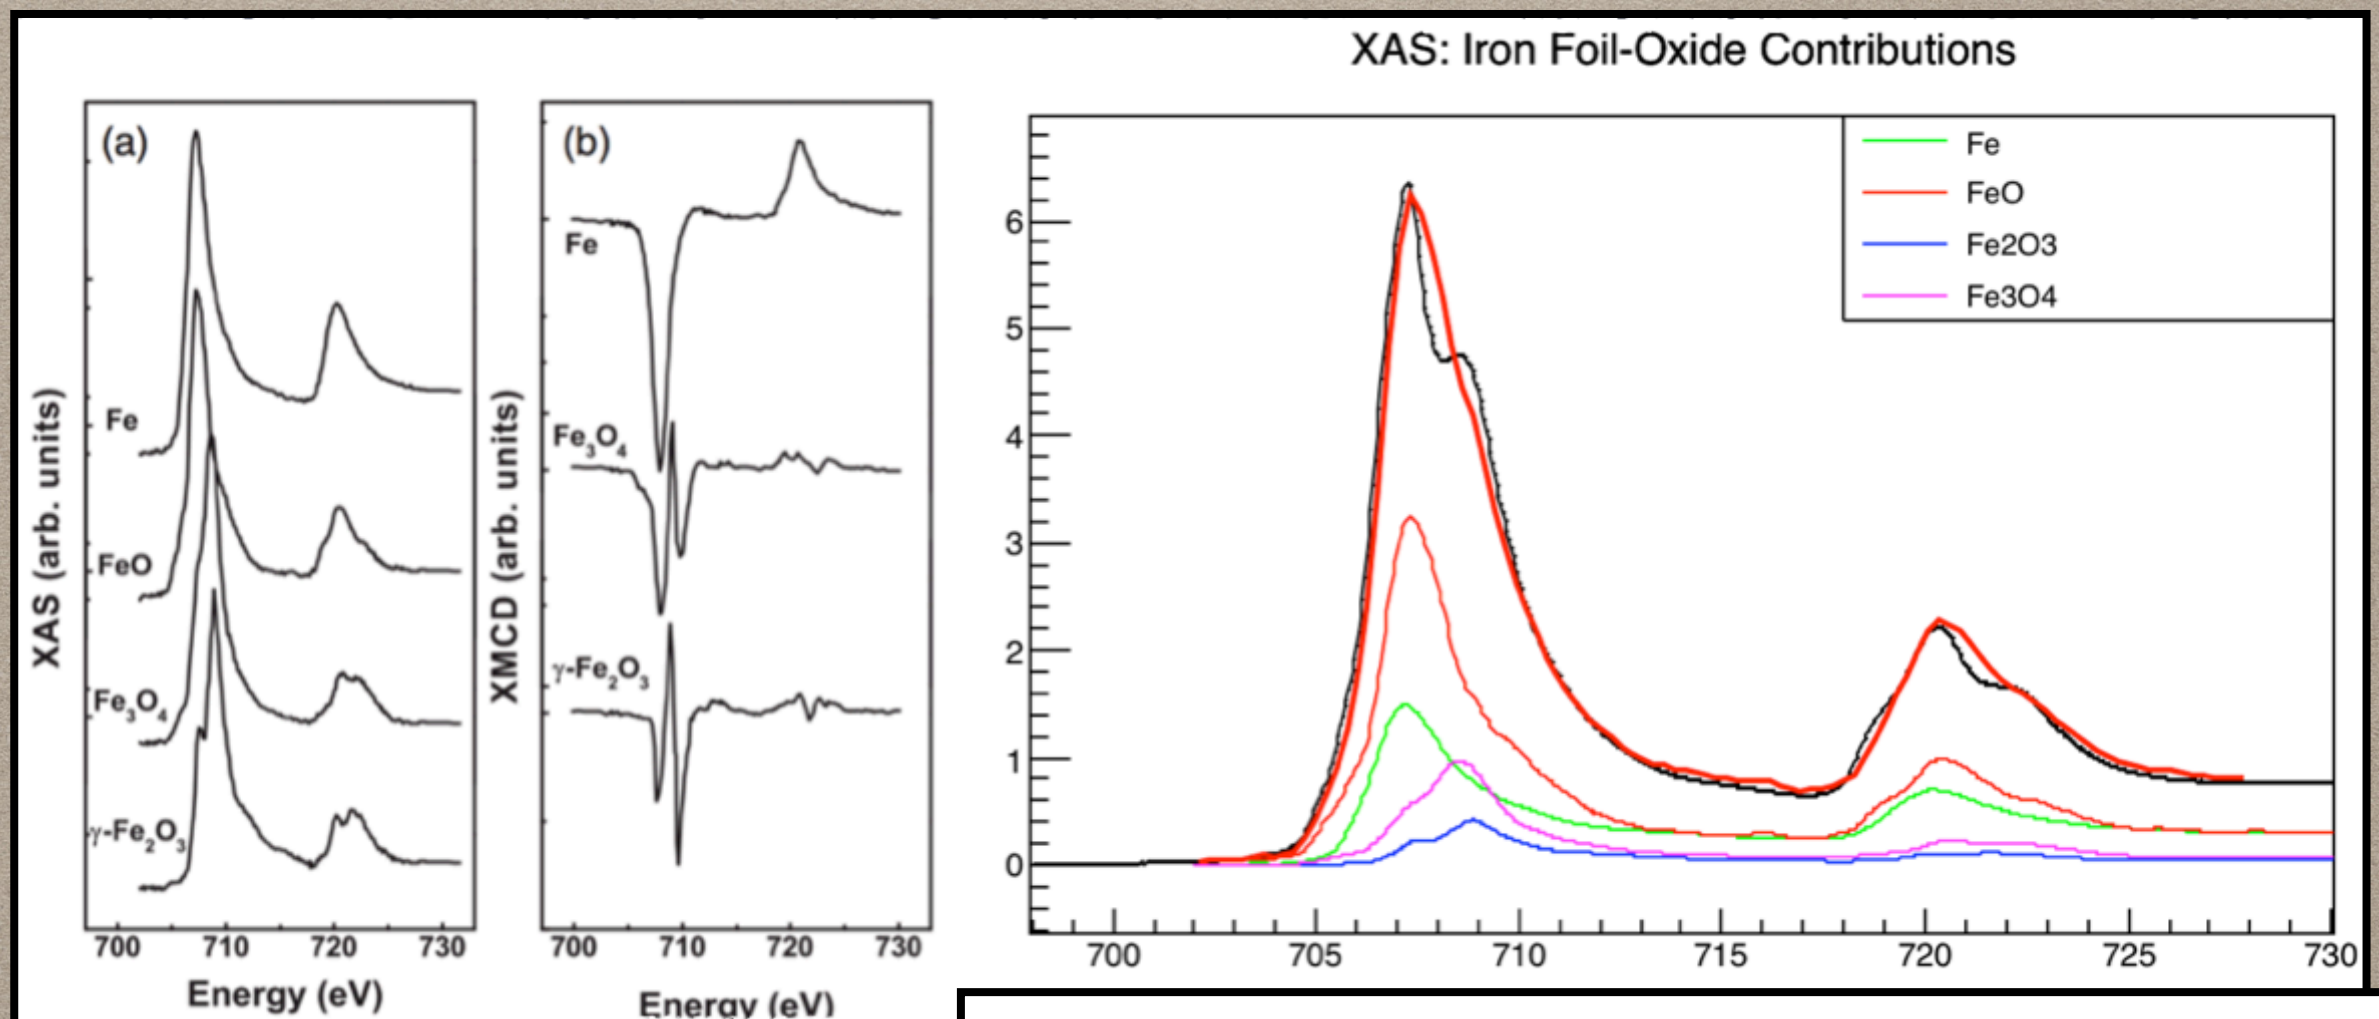 XAS: Iron Foil-Oxide Contributions
(a)
Fe
FeO
Fe₃O₄
γ-Fe₂O₃
XAS (arb. units)
700 710 720 730
Energy (eV)
(b)
Fe
Fe₃O₄
γ-Fe₂O₃
XMCD (arb. units)
700 710 720 730
Energy (eV)
Fe
FeO
Fe2O3
Fe3O4
6
5
4
3
2
1
0
700 705 710 715 720 725 730